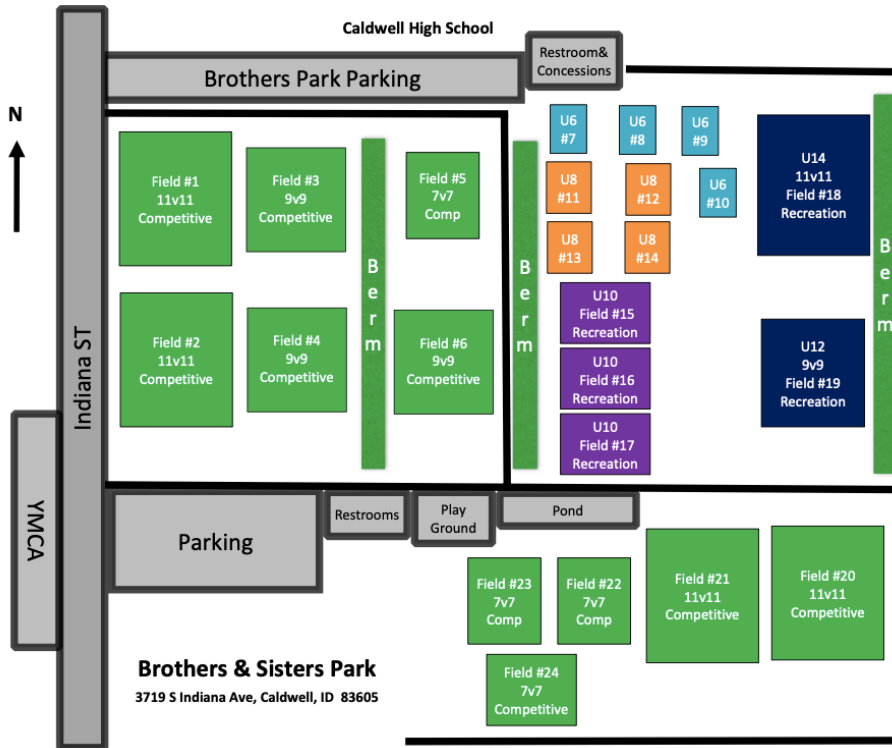 Caldwell High School
Restroom&
Concessions
Brothers Park Parking
N
Indiana ST
YMCA
Field #1
11v11
Competitive
Field #3
9v9
Competitive
Field #5
7v7
Comp
Field #2
11v11
Competitive
Field #4
9v9
Competitive
Field #6
9v9
Competitive
Berm
Berm
U6
#7
U6
#8
U6
#9
U6
#10
U8
#11
U8
#12
U8
#13
U8
#14
U10
Field #15
Recreation
U10
Field #16
Recreation
U10
Field #17
Recreation
U14
11v11
Field #18
Recreation
U12
9v9
Field #19
Recreation
Berm
Parking
Restrooms
Play
Ground
Pond
Field #23
7v7
Comp
Field #22
7v7
Comp
Field #21
11v11
Competitive
Field #20
11v11
Competitive
Field #24
7v7
Competitive
Brothers & Sisters Park
3719 S Indiana Ave, Caldwell, ID 83605